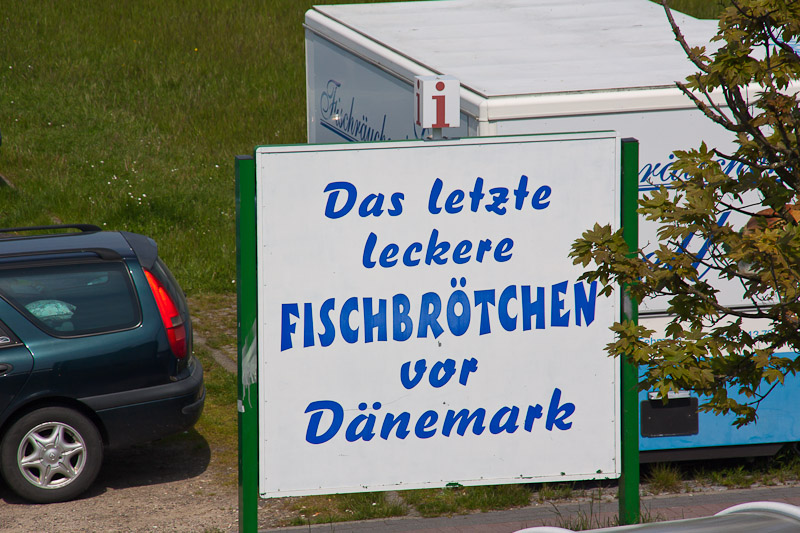 i
Das letzte
leckere
FISCHBRÖTCHEN
vor
Dänemark